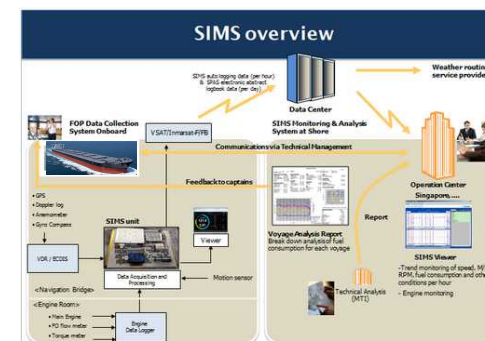 SIMS overview
SIMS auto logging data (per hour)
& SPAS electronic abstract
logbook data (per day)
Data Center
Weather routin
service provide
FOP Data Collection
System Onboard
VSAT/Inmarsat-F/FB
SIMS Monitoring & Analysis
System at Shore
Communications via Technical Management
Feedback to captains
Operation Center
Singapore, ....
• GPS
• Doppler log
• Anemometer
• Gyro Compass
SIMS unit
Viewer
VDR / ECDIS
Data Acquisition and
Processing
Motion sensor
<Navigation Bridge>
<Engine Room>
• Main Engine
• FO flow meter
• Torque meter
Engine
Data Logger
Voyage Analysis Report
Break down analysis of fuel
consumption for each voyage
Report
Technical Analysis
(MTI)
SIMS Viewer
-Trend monitoring of speed, M/
RPM, fuel consumption and othe
conditions per hour
- Engine monitoring